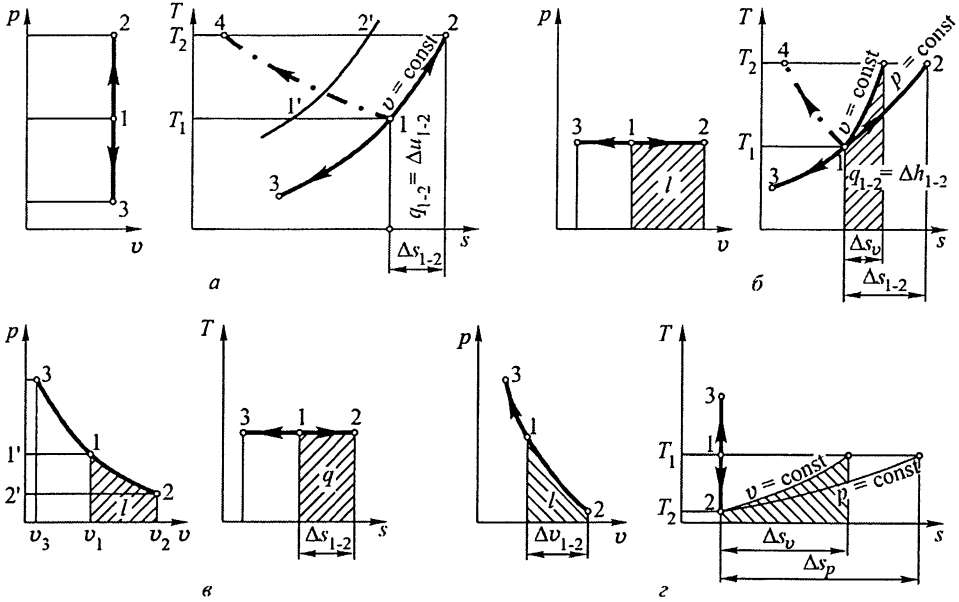 p
2
1
3
v
T
T₂
T₁
4
2'
2
1'
1
3
v = const
q₁₋₂ = Δu₁₋₂
s
Δs₁₋₂
а
p
3
1
2
l
v
T
T₂
T₁
4
2
v = const
p = const
1
3
q₁₋₂ = Δh₁₋₂
s
Δsᵥ
Δs₁₋₂
б
p
3
1'
1
2'
2
l
v₃
v₁
v₂
v
T
3
1
2
q
s
Δs₁₋₂
в
p
3
1
2
l
v
Δv₁₋₂
T
3
T₁
1
T₂
2
v = const
p = const
s
Δsᵥ
Δsₚ
г